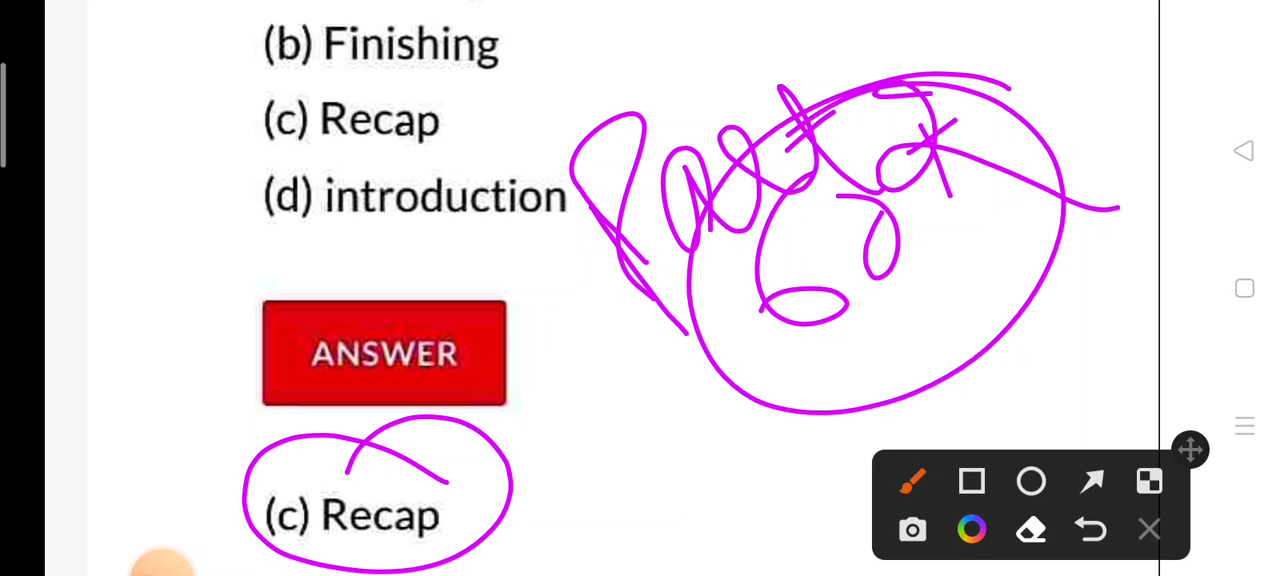 (b) Finishing
(c) Recap
(d) introduction
ANSWER
(c) Recap